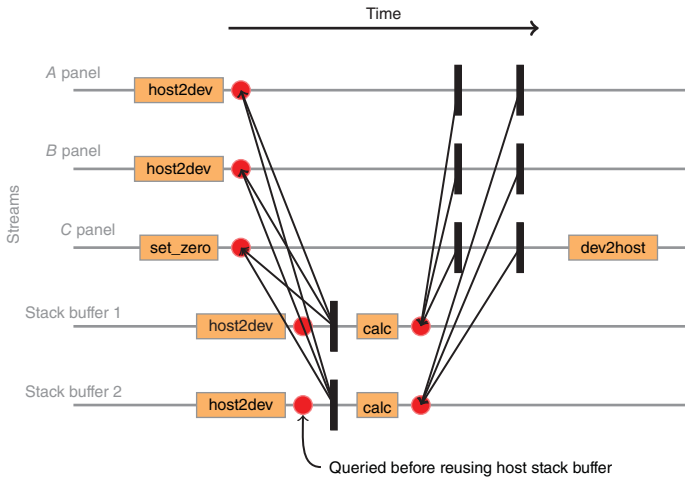 Time
A panel
host2dev
B panel
host2dev
Streams
C panel
set_zero
dev2host
Stack buffer 1
host2dev
calc
Stack buffer 2
host2dev
calc
Queried before reusing host stack buffer